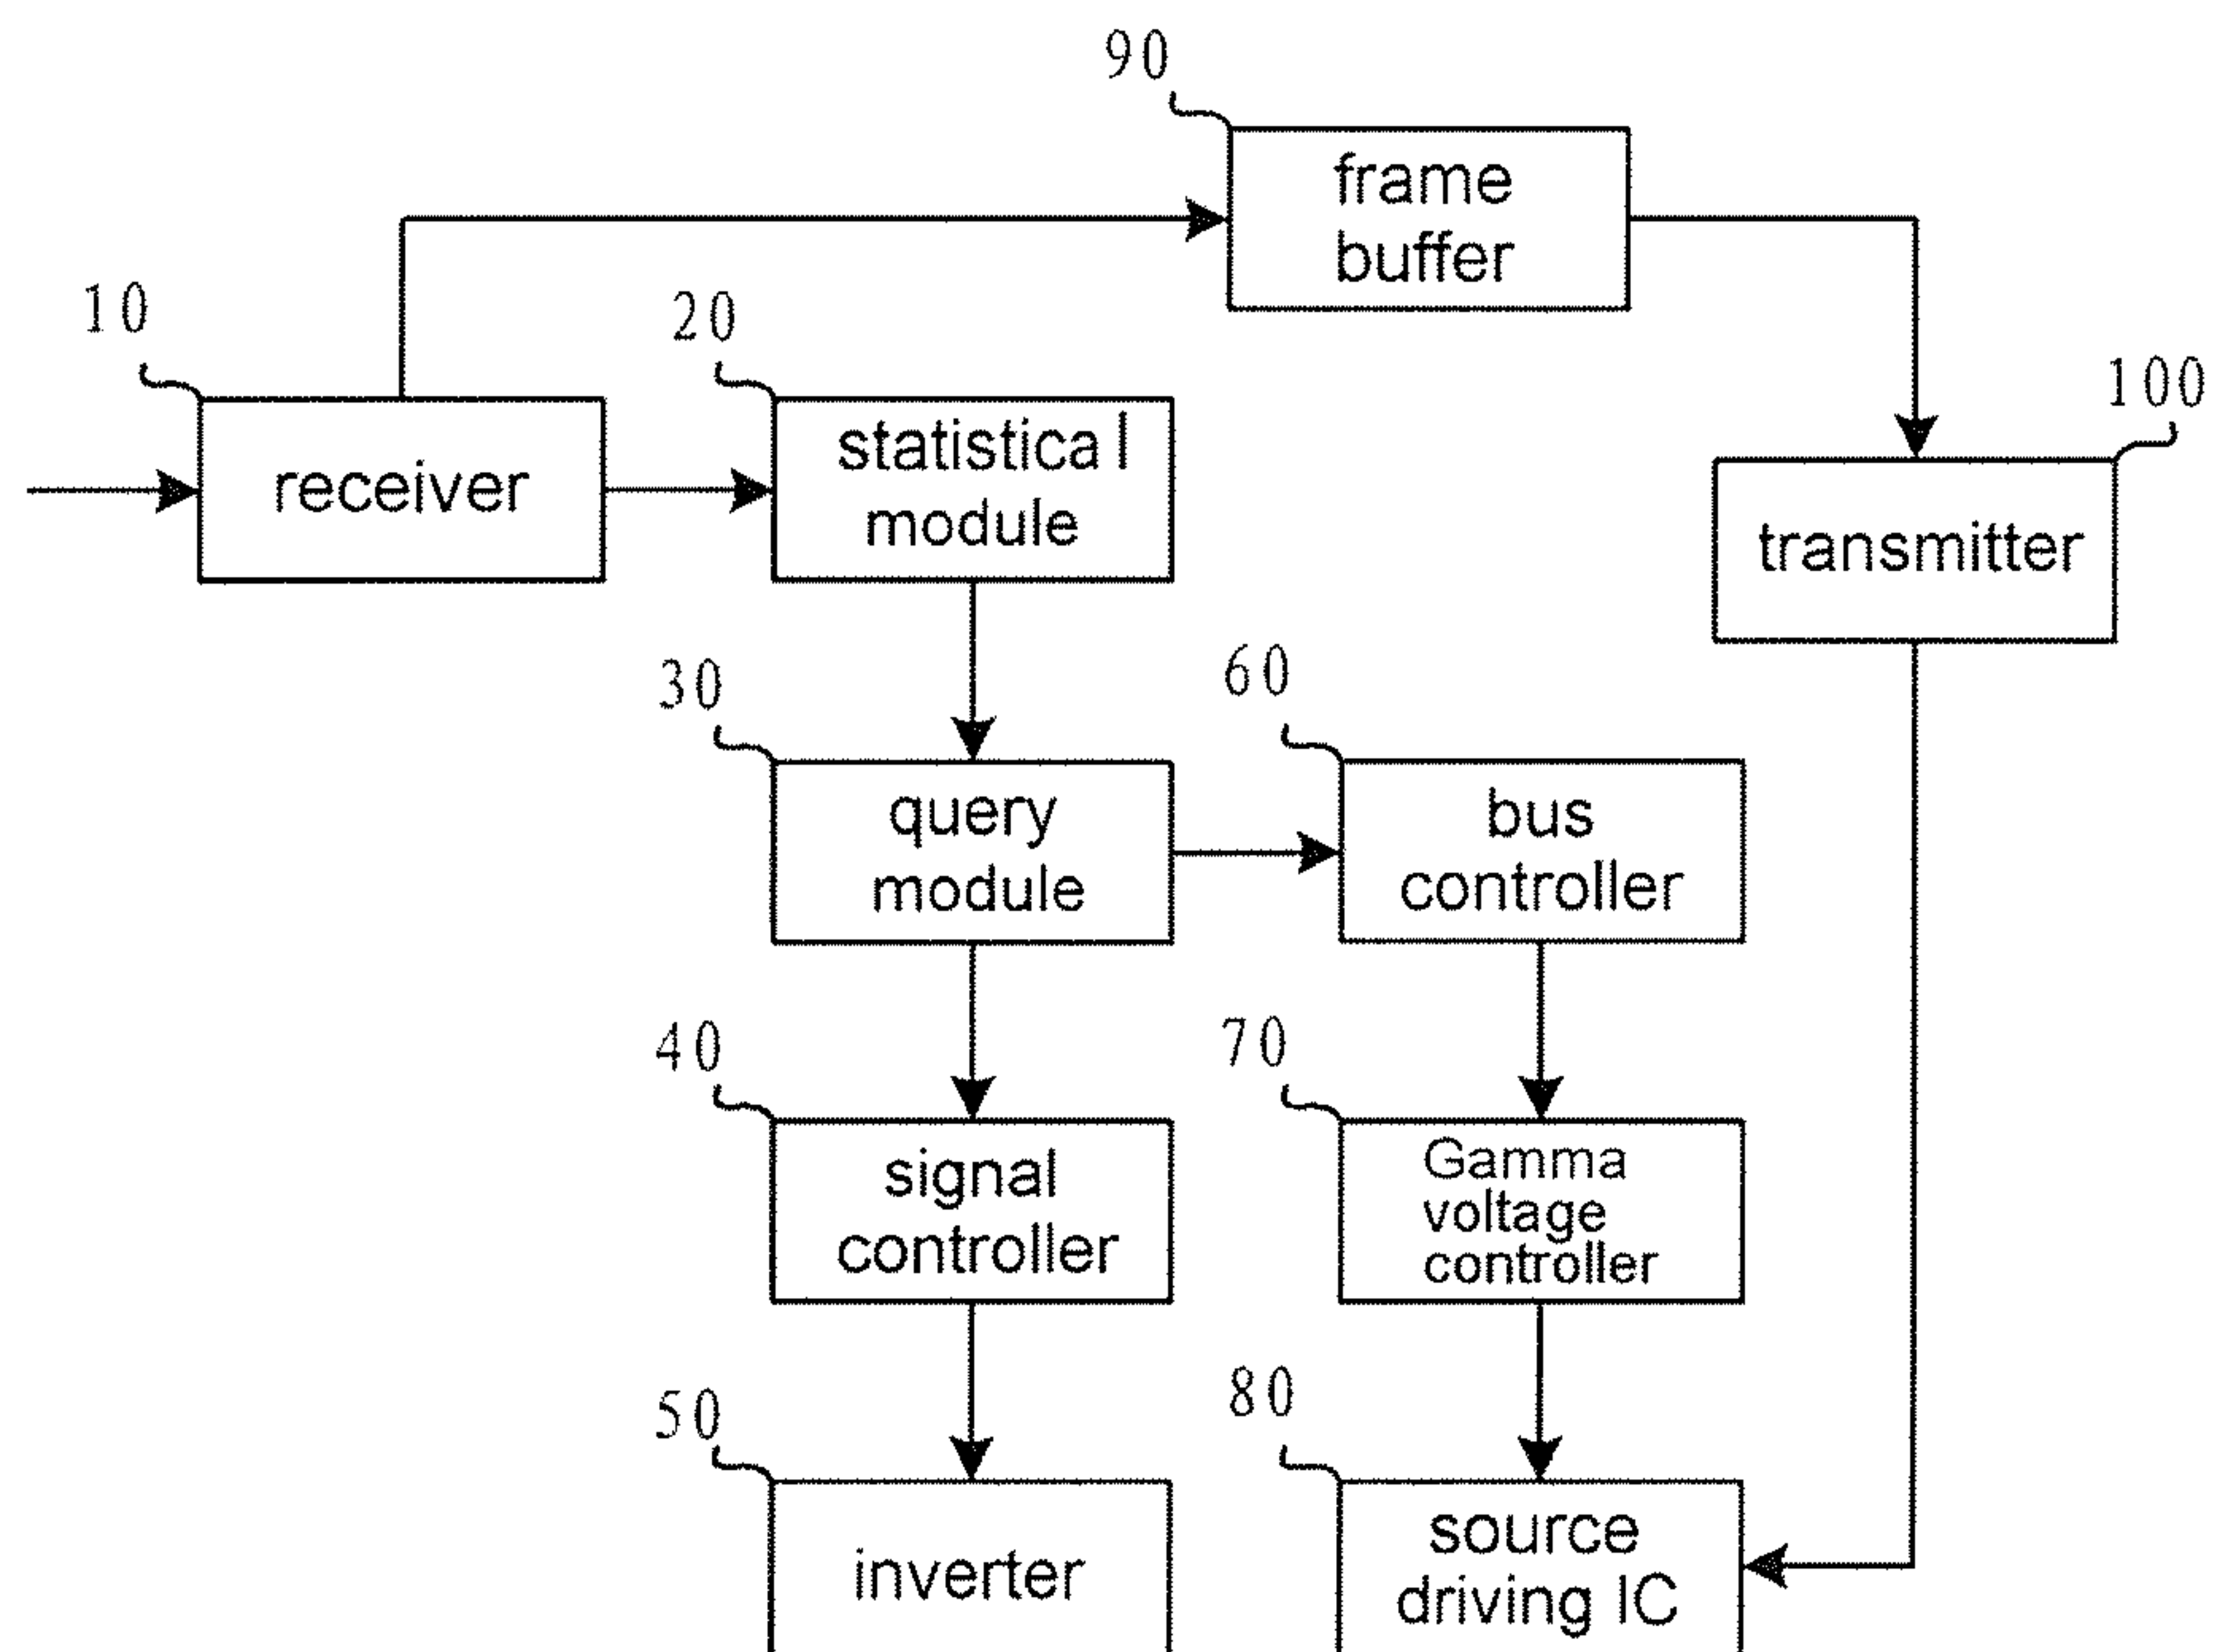 90
frame
buffer
10
20
100
receiver
statistical
module
transmitter
30
60
query
module
bus
controller
40
70
signal
controller
Gamma
voltage
controller
50
80
inverter
source
driving IC